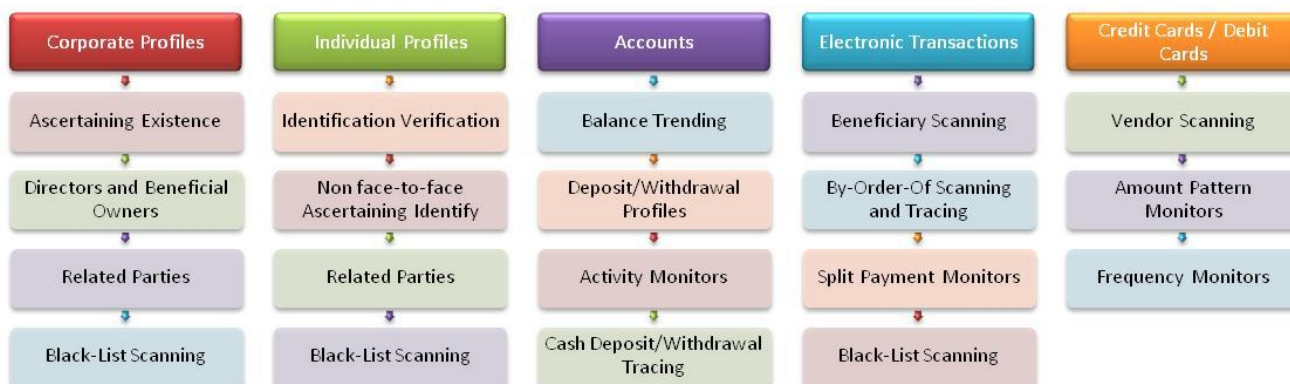 Corporate Profiles
Ascertaining Existence
Directors and Beneficial
Owners
Related Parties
Black-List Scanning
Individual Profiles
Identification Verification
Non face-to-face
Ascertaining Identify
Related Parties
Black-List Scanning
Accounts
Balance Trending
Deposit/Withdrawal
Profiles
Activity Monitors
Cash Deposit/Withdrawal
Tracing
Electronic Transactions
Beneficiary Scanning
By-Order-Of Scanning
and Tracing
Split Payment Monitors
Black-List Scanning
Credit Cards / Debit
Cards
Vendor Scanning
Amount Pattern
Monitors
Frequency Monitors